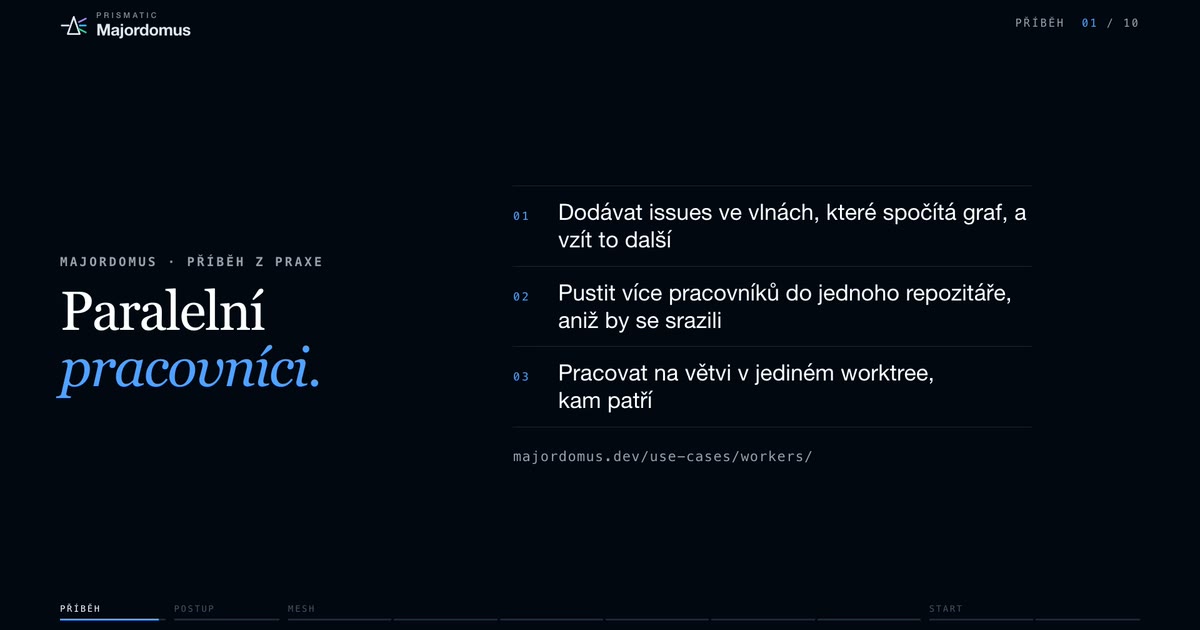 PRISMATIC
Majordomus
PŘÍBĚH 01 / 10
MAJORDOMUS · PŘÍBĚH Z PRAXE
Paralelní
pracovníci.
01 Dodávat issues ve vlnách, které spočítá graf, a
vzít to další
02 Pustit více pracovníků do jednoho repozitáře,
aniž by se srazili
03 Pracovat na větvi v jediném worktree,
kam patří
majordomus.dev/use-cases/workers/
PŘÍBĚH
POSTUP
MESH
START